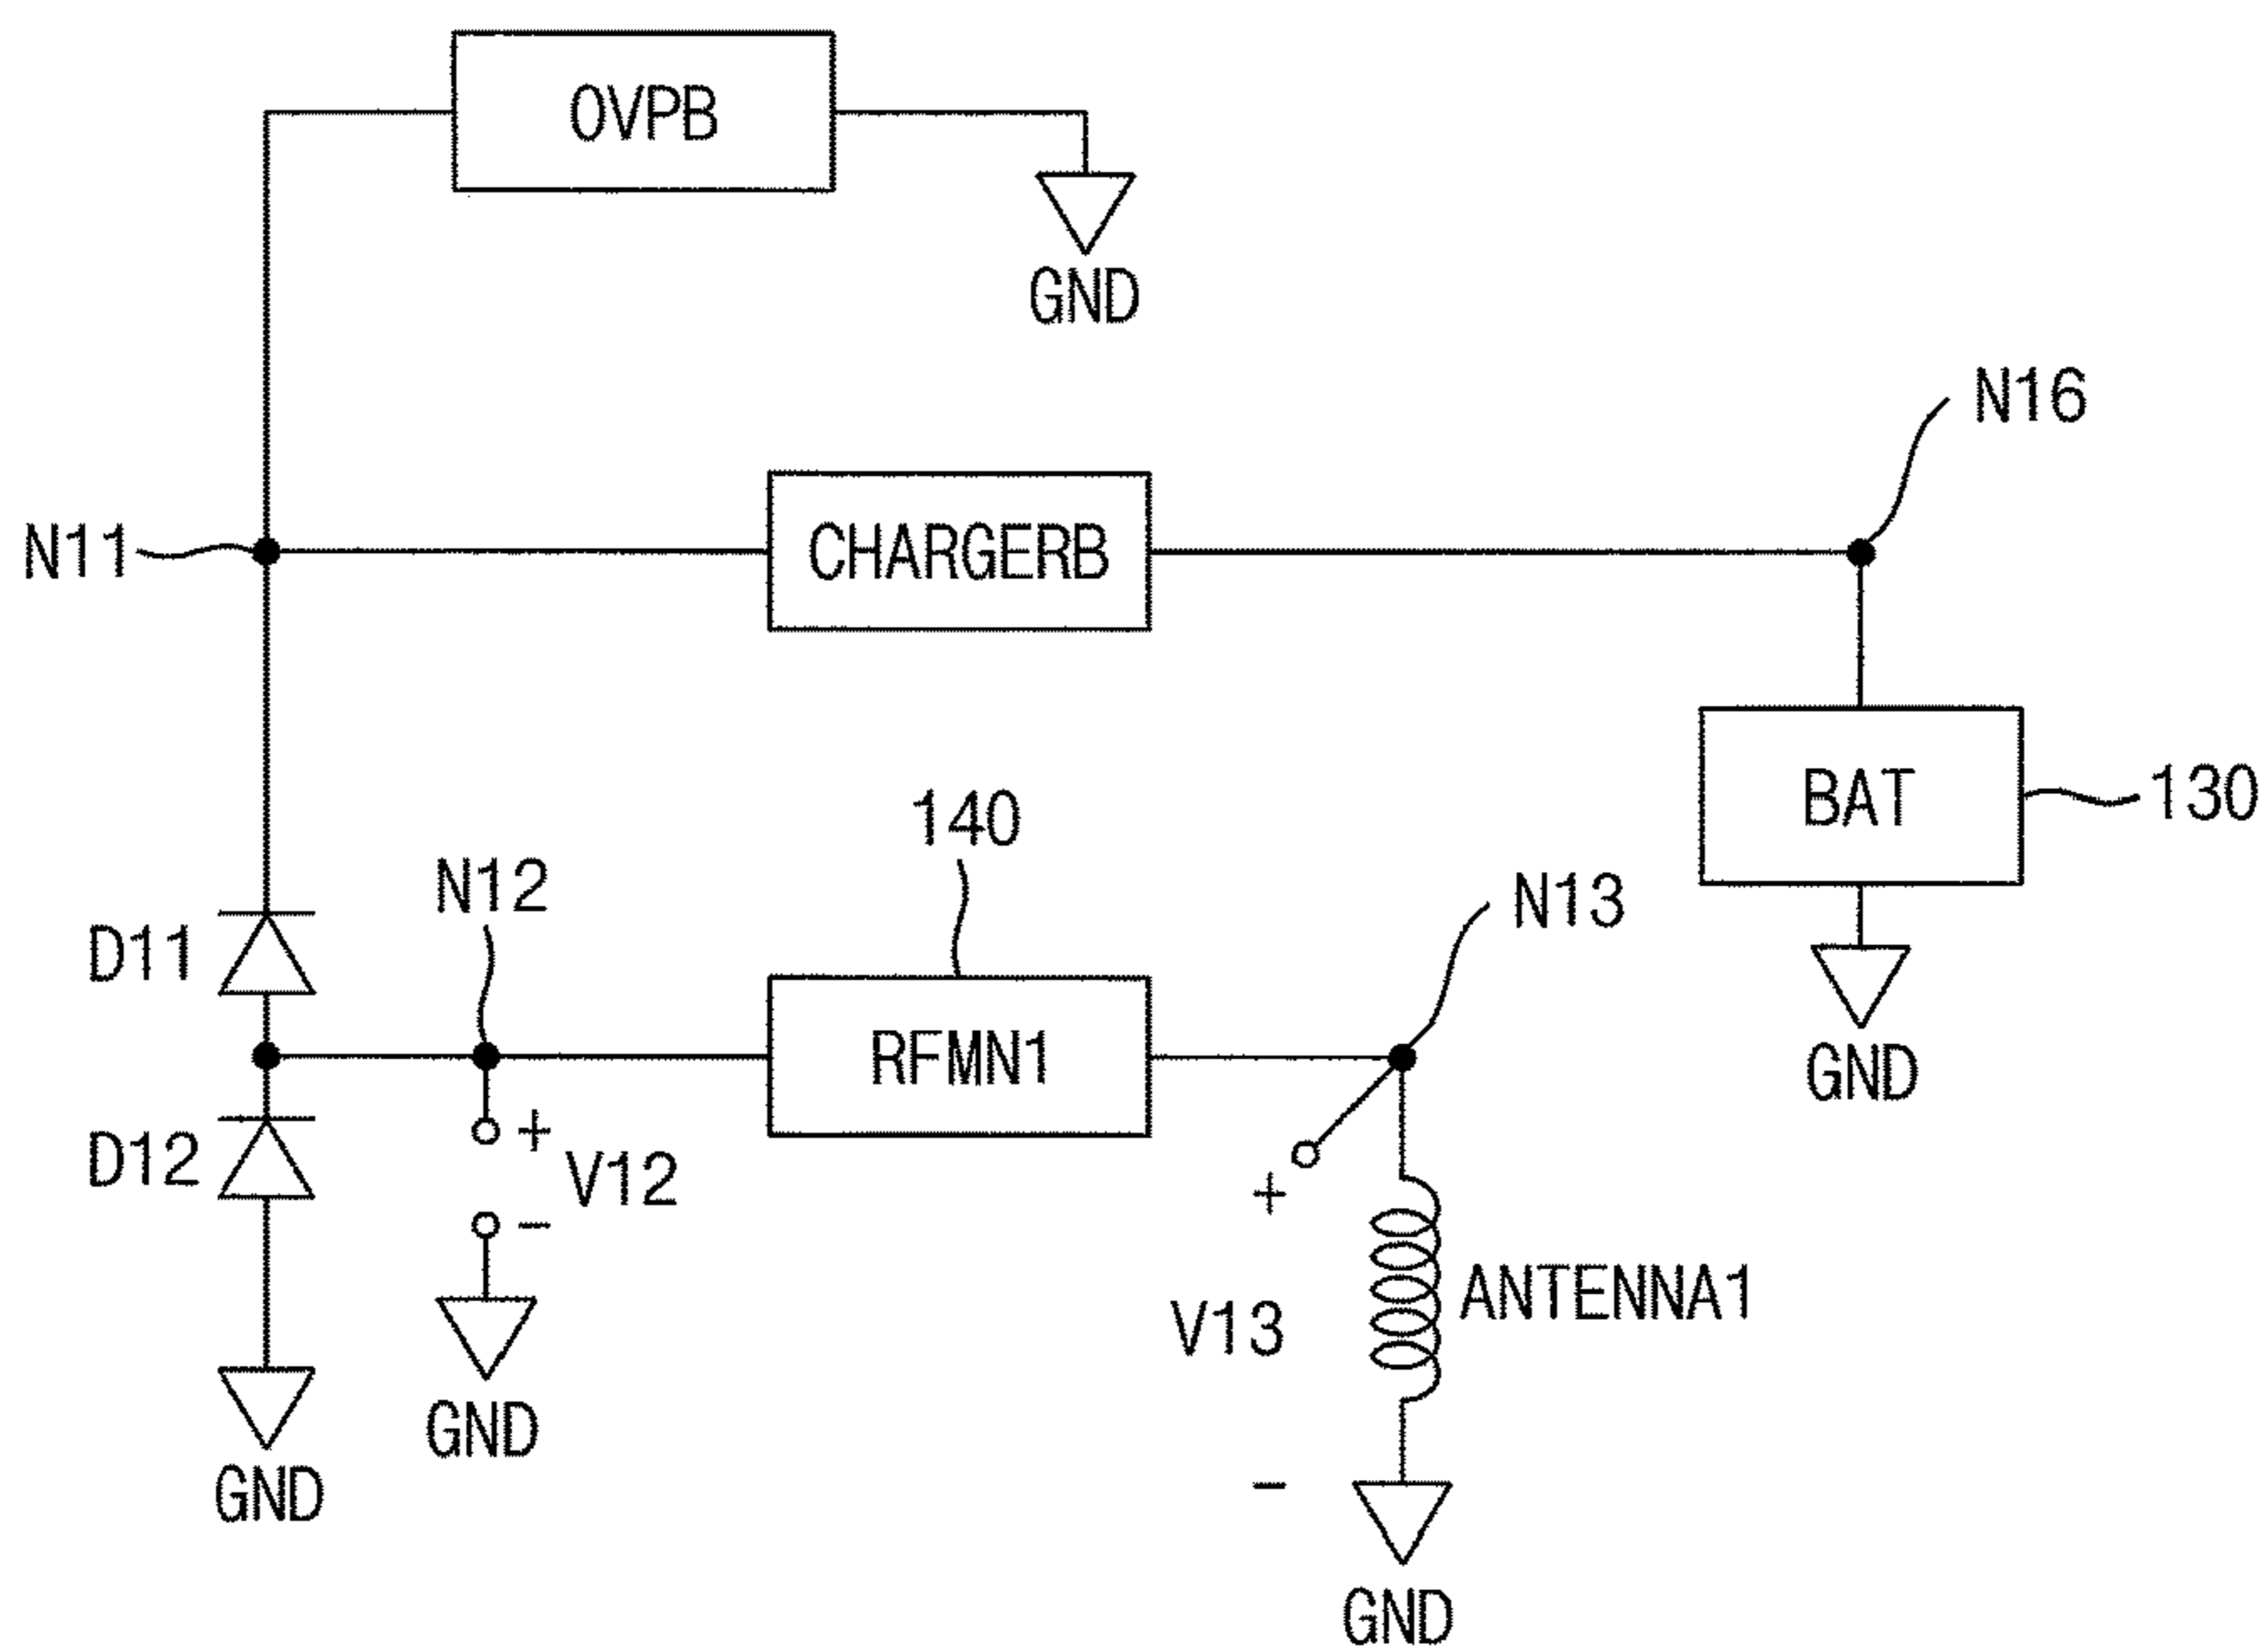 OVPB
GND
N16
N11
CHARGERB
BAT
130
140
N12
N13
D11
RFMN1
GND
+
D12
V12
+
-
ANTENNA1
V13
GND
GND
-
GND